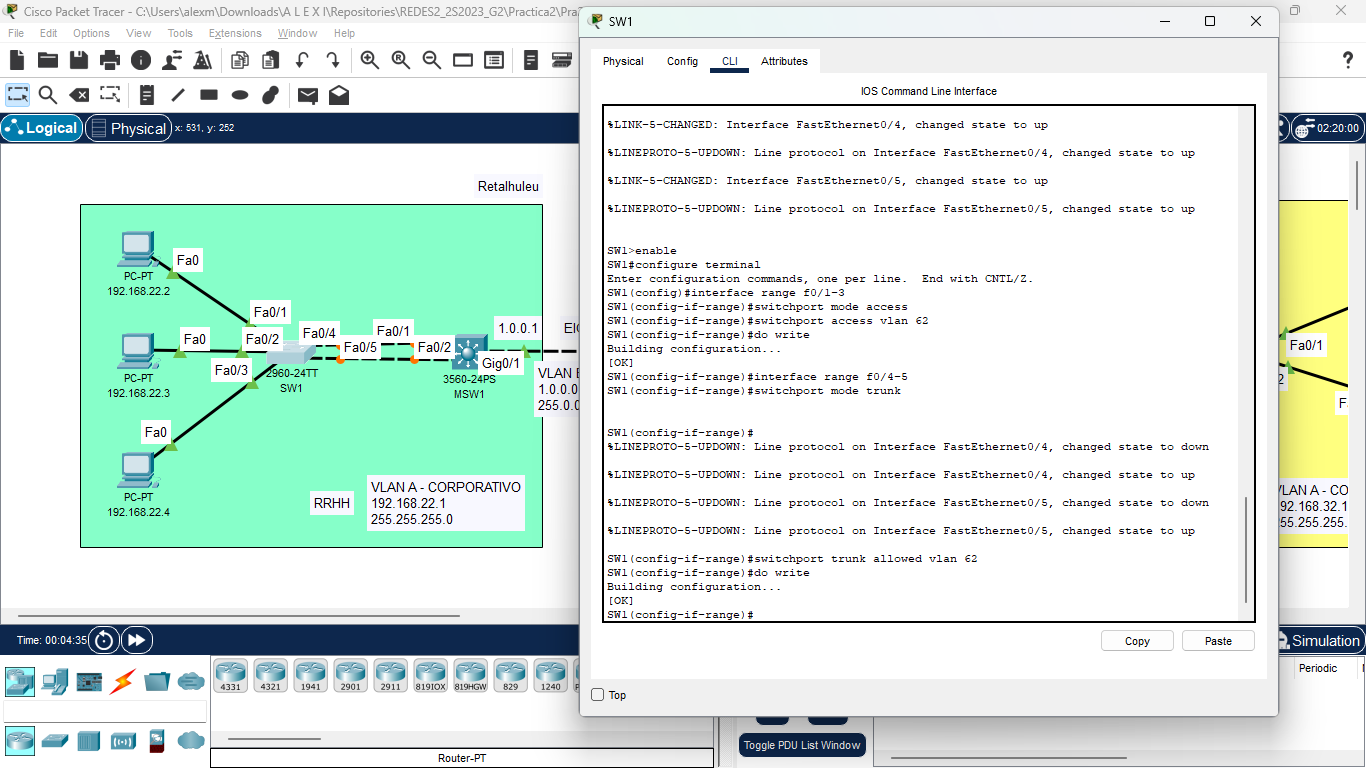 Cisco Packet Tracer - C:\Users\alexm\Downloads\A L E X I\Repositories\REDES2_2S2023_G2\Practica2\Pra
File Edit Options View Tools Extensions Window Help
Logical
Physical
x: 531, y: 252
02:20:00
Retalhuleu
Fa0
PC-PT
192.168.22.2
Fa0/1
Fa0
Fa0/2
Fa0/4
Fa0/5
Fa0/1
Fa0/2
1.0.0.1
PC-PT
192.168.22.3
Fa0/3
2960-24TT
SW1
Gig0/1
3560-24PS
MSW1
VLAN
1.0.0.0
Fa0
PC-PT
192.168.22.4
RRHH
VLAN A - CORPORATIVO
192.168.22.1
255.255.255.0
Fa0/1
SW1
Physical Config CLI Attributes
IOS Command Line Interface
%LINK-5-CHANGED: Interface FastEthernet0/4, changed state to up
%LINEPROTO-5-UPDOWN: Line protocol on Interface FastEthernet0/4, changed state to up
%LINK-5-CHANGED: Interface FastEthernet0/5, changed state to up
%LINEPROTO-5-UPDOWN: Line protocol on Interface FastEthernet0/5, changed state to up
SW1>enable
SW1#configure terminal
Enter configuration commands, one per line. End with CNTL/Z.
SW1(config)#interface range f0/1-3
SW1(config-if-range)#switchport mode access
SW1(config-if-range)#switchport access vlan 62
SW1(config-if-range)#do write
Building configuration...
[OK]
SW1(config-if-range)#interface range f0/4-5
SW1(config-if-range)#switchport mode trunk
SW1(config-if-range)#
%LINEPROTO-5-UPDOWN: Line protocol on Interface FastEthernet0/4, changed state to down
%LINEPROTO-5-UPDOWN: Line protocol on Interface FastEthernet0/4, changed state to up
%LINEPROTO-5-UPDOWN: Line protocol on Interface FastEthernet0/5, changed state to down
%LINEPROTO-5-UPDOWN: Line protocol on Interface FastEthernet0/5, changed state to up
SW1(config-if-range)#switchport trunk allowed vlan 62
SW1(config-if-range)#do write
Building configuration...
[OK]
SW1(config-if-range)#
Copy Paste
Top
Time: 00:04:35
Simulation
Periodic
4331 4321 1941 2901 2911 819IOX 819HGW 829 1240
Router-PT
Toggle PDU List Window